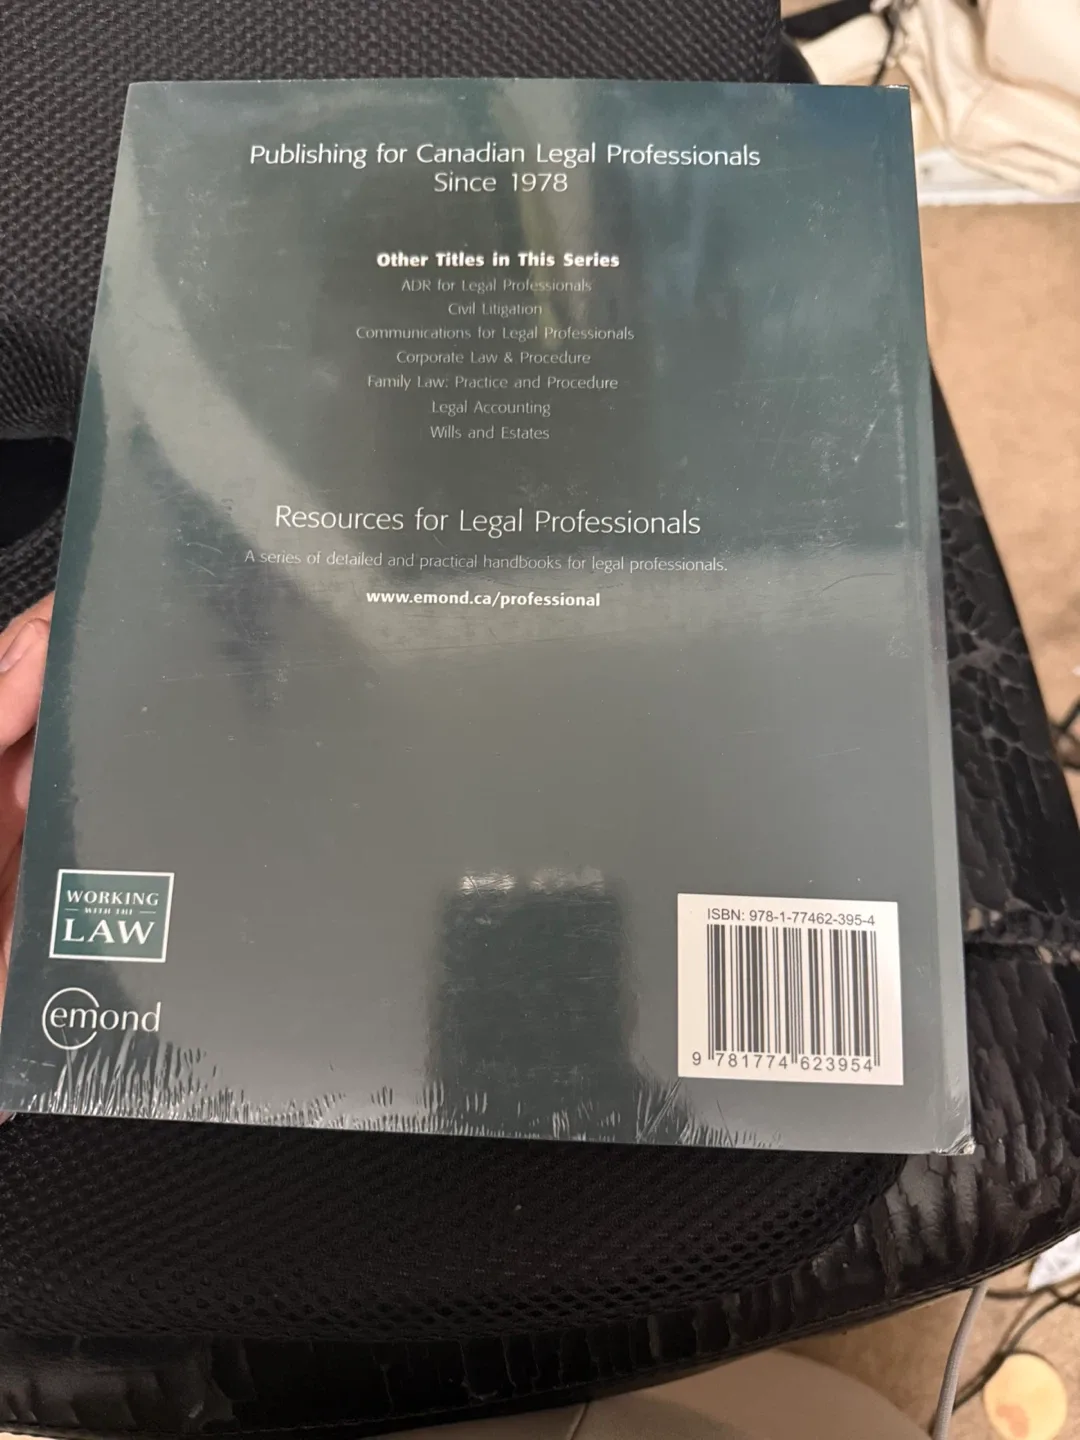 Publishing for Canadian Legal Professionals
Since 1978
Other Titles in This Series
ADR for Legal Professionals
Civil Litigation
Communications for Legal Professionals
Corporate Law & Procedure
Family Law: Practice and Procedure
Legal Accounting
Wills and Estates
Resources for Legal Professionals
A series of detailed and practical handbooks for legal professionals.
www.emond.ca/professional
WORKING
WITH THE
LAW
emond
ISBN: 978-1-77462-395-4
9 781774 623954